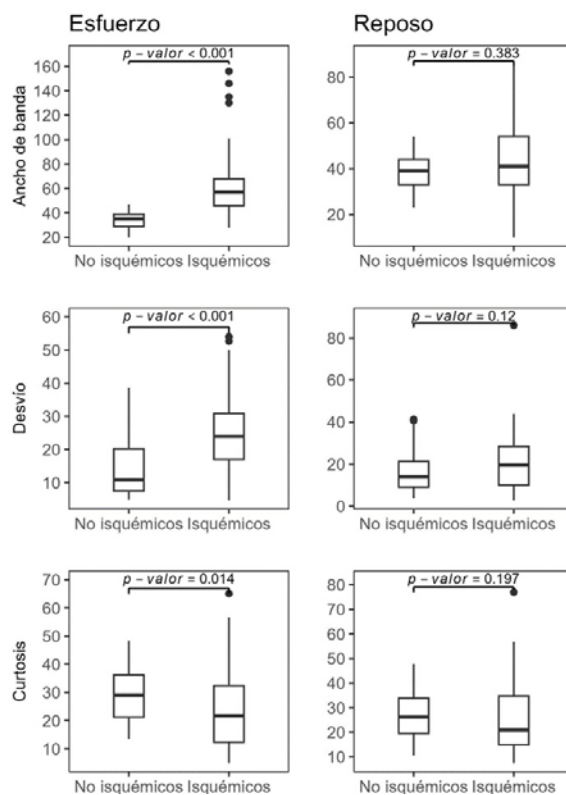 Esfuerzo
Reposo
p – valor < 0.001
Ancho de banda
160
140
120
100
80
60
40
20
No isquémicos Isquémicos
p – valor = 0.383
80
60
40
20
No isquémicos Isquémicos
p – valor < 0.001
Desvío
60
50
40
30
20
10
No isquémicos Isquémicos
p – valor = 0.12
80
60
40
20
0
No isquémicos Isquémicos
p – valor = 0.014
Curtosis
70
60
50
40
30
20
10
No isquémicos Isquémicos
p – valor = 0.197
80
70
60
50
40
30
20
10
No isquémicos Isquémicos